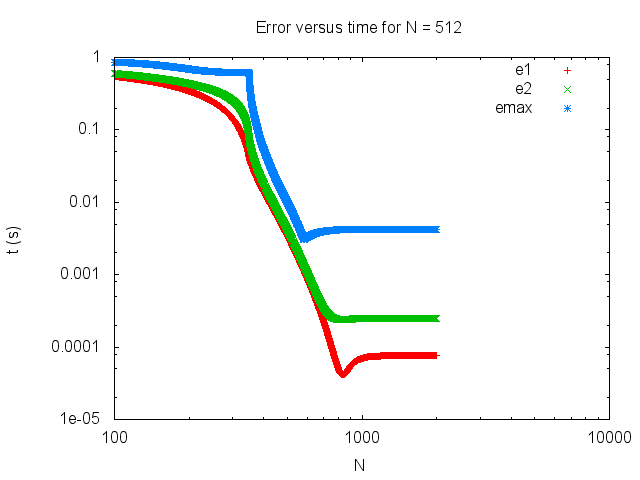 Error versus time for N = 512
1
e1
e2
0.1
emax
0.01
t (s)
0.001
0.0001
1e-05
100 1000 10000
N